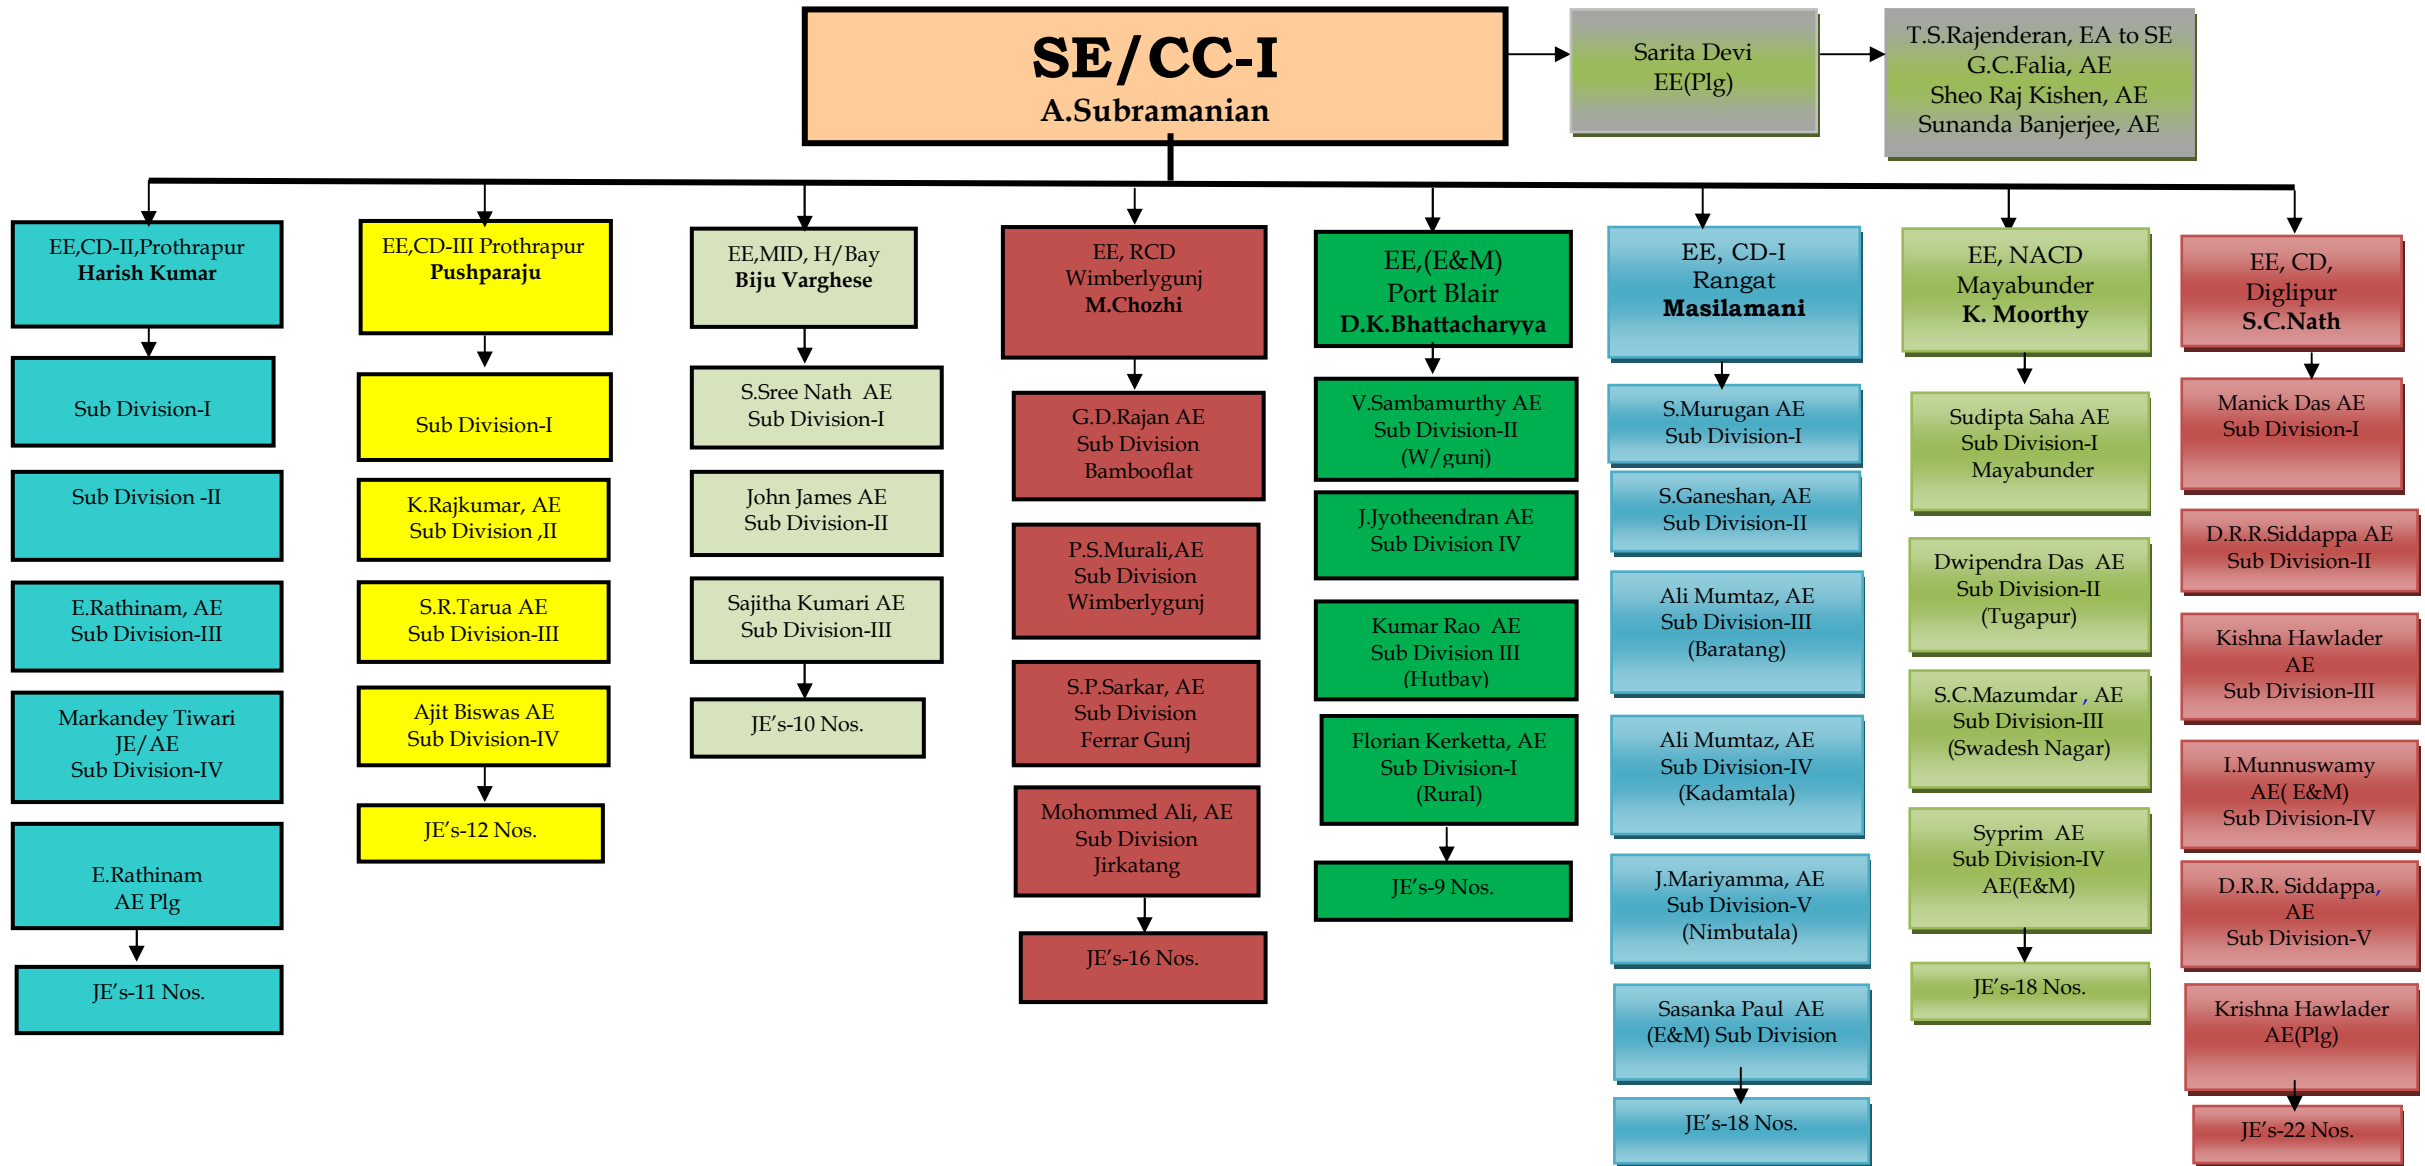 SE/CC-I
A.Subramanian
Sarita Devi
EE(Plg)
T.S.Rajenderan, EA to SE
G.C.Falia, AE
Sheo Raj Kishen, AE
Sunanda Banjerjee, AE
EE,CD-II,Prothrapur
Harish Kumar
Sub Division-I
Sub Division -II
E.Rathinam, AE
Sub Division-III
Markandey Tiwari
JE/AE
Sub Division-IV
E.Rathinam
AE Plg
JE’s-11 Nos.
EE,CD-III Prothrapur
Pushparaju
Sub Division-I
K.Rajkumar, AE
Sub Division ,II
S.R.Tarua AE
Sub Division-III
Ajit Biswas AE
Sub Division-IV
JE’s-12 Nos.
EE,MID, H/Bay
Biju Varghese
S.Sree Nath AE
Sub Division-I
John James AE
Sub Division-II
Sajitha Kumari AE
Sub Division-III
JE’s-10 Nos.
EE, RCD
Wimberlygunj
M.Chozhi
G.D.Rajan AE
Sub Division
Bambooflat
P.S.Murali,AE
Sub Division
Wimberlygunj
S.P.Sarkar, AE
Sub Division
Ferrar Gunj
Mohommed Ali, AE
Sub Division
Jirkatang
JE’s-16 Nos.
EE,(E&M)
Port Blair
D.K.Bhattacharyya
V.Sambamurthy AE
Sub Division-II
(W/gunj)
J.Jyotheendran AE
Sub Division IV
Kumar Rao AE
Sub Division III
(Hutbay)
Florian Kerketta, AE
Sub Division-I
(Rural)
JE’s-9 Nos.
EE, CD-I
Rangat
Masilamani
S.Murugan AE
Sub Division-I
S.Ganeshan, AE
Sub Division-II
Ali Mumtaz, AE
Sub Division-III
(Baratang)
Ali Mumtaz, AE
Sub Division-IV
(Kadamtala)
J.Mariyamma, AE
Sub Division-V
(Nimbutala)
Sasanka Paul AE
(E&M) Sub Division
JE’s-18 Nos.
EE, NACD
Mayabunder
K. Moorthy
Sudipta Saha AE
Sub Division-I
Mayabunder
Dwipendra Das AE
Sub Division-II
(Tugapur)
S.C.Mazumdar , AE
Sub Division-III
(Swadesh Nagar)
Syprim AE
Sub Division-IV
AE(E&M)
JE’s-18 Nos.
EE, CD,
Diglipur
S.C.Nath
Manick Das AE
Sub Division-I
D.R.R.Siddappa AE
Sub Division-II
Kishna Hawlader
AE
Sub Division-III
I.Munnuswamy
AE( E&M)
Sub Division-IV
D.R.R. Siddappa,
AE
Sub Division-V
Krishna Hawlader
AE(Plg)
JE’s-22 Nos.